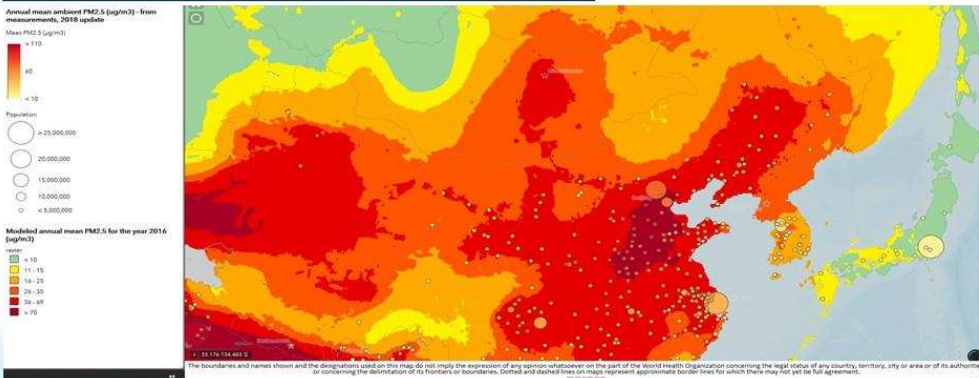 Annual mean ambient PM2.5 (ug/m3) - from
measurements, 2018 update
Mean PM2.5 (µg/m3)
> 110
60
< 10
Population
> 25,000,000
20,000,000
15,000,000
10,000,000
< 5,000,000
Modeled annual mean PM2.5 for the year 2016
(ug/m3)
raster
< 10
11 - 15
16 - 25
26 - 35
36 - 69
> 70
The boundaries and names shown and the designations used on this map do not imply the expression of any opinion whatsoever on the part of the World Health Organization concerning the legal status of any country, territory, city or area or of its authorit
or concerning the delimitation of its frontiers or boundaries. Dotted and dashed lines on maps represent approximate border lines for which there may not yet be full agreement.